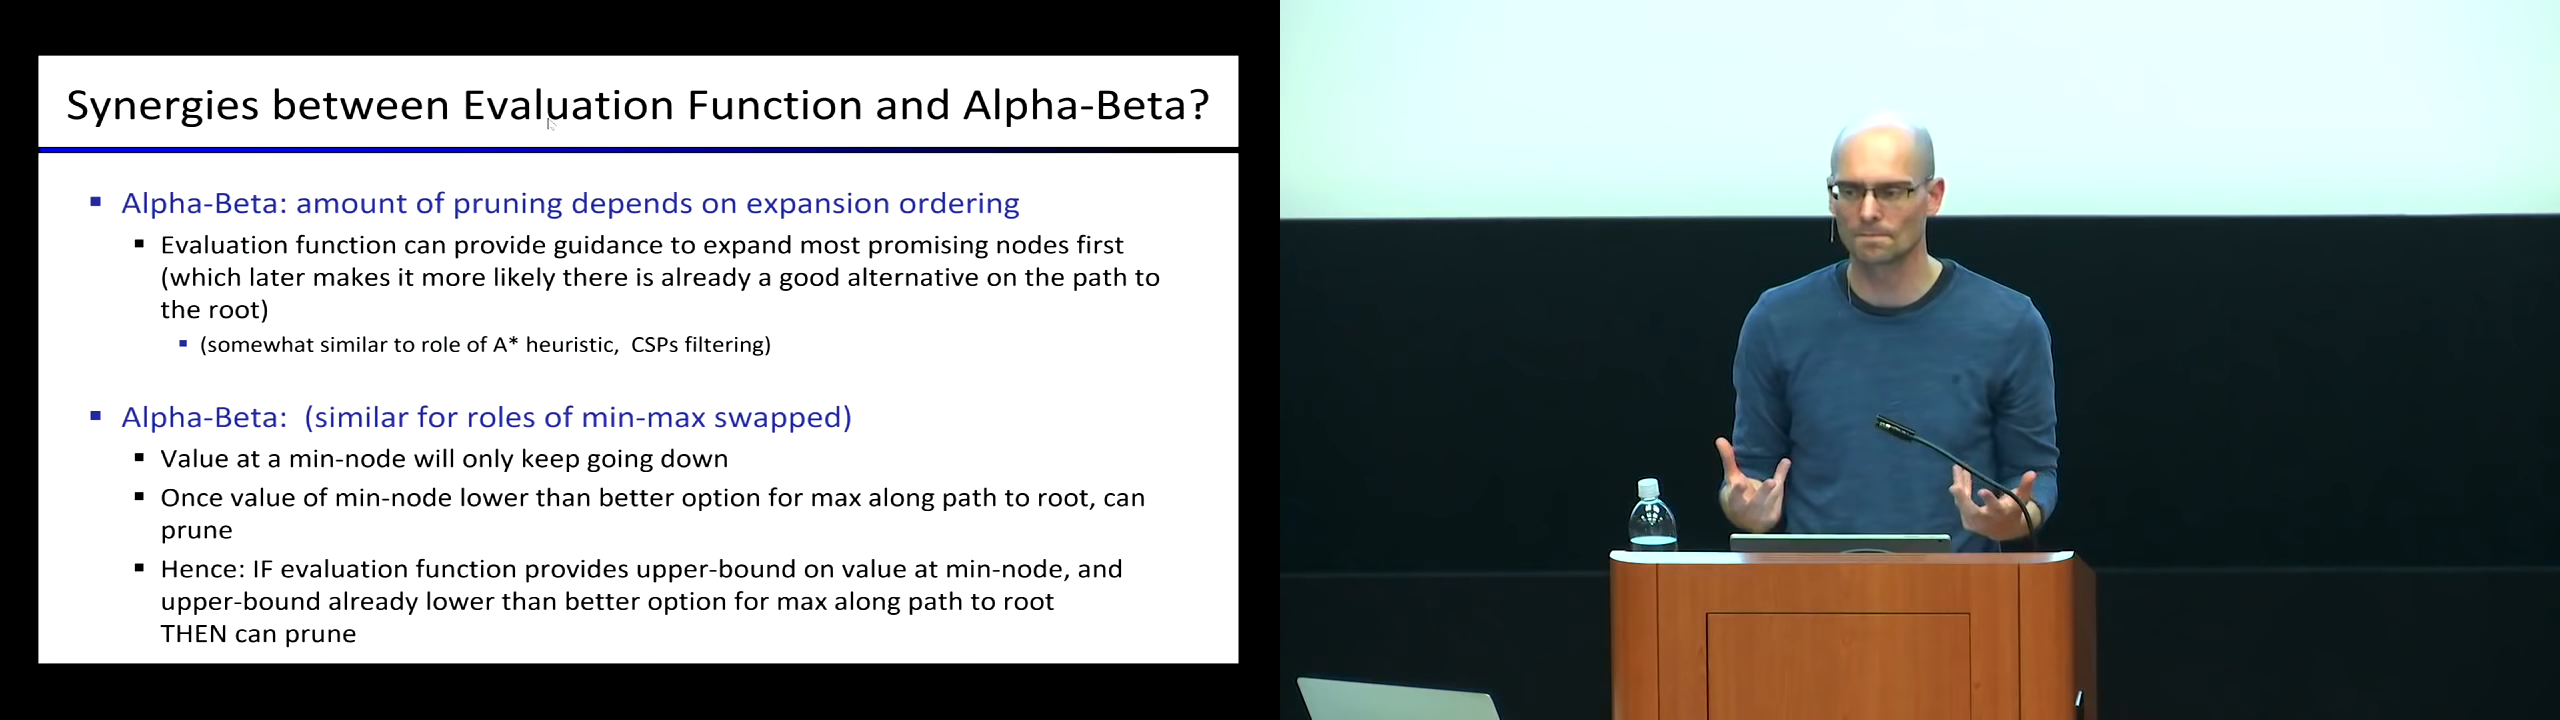 Synergies between Evaluation Function and Alpha-Beta?
Alpha-Beta: amount of pruning depends on expansion ordering
Evaluation function can provide guidance to expand most promising nodes first
(which later makes it more likely there is already a good alternative on the path to
the root)
(somewhat similar to role of A* heuristic, CSPs filtering)
Alpha-Beta: (similar for roles of min-max swapped)
Value at a min-node will only keep going down
Once value of min-node lower than better option for max along path to root, can
prune
Hence: IF evaluation function provides upper-bound on value at min-node, and
upper-bound already lower than better option for max along path to root
THEN can prune